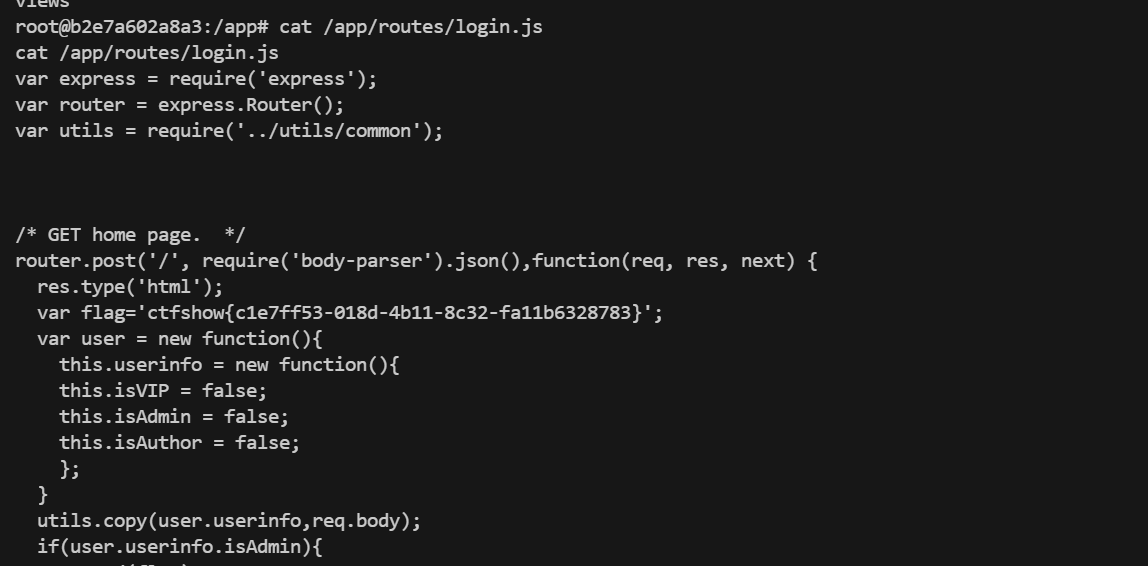 views
root@b2e7a602a8a3:/app# cat /app/routes/login.js
cat /app/routes/login.js
var express = require('express');
var router = express.Router();
var utils = require('../utils/common');
/* GET home page.  */
router.post('/', require('body-parser').json(),function(req, res, next) {
  res.type('html');
  var flag='ctfshow{c1e7ff53-018d-4b11-8c32-fa11b6328783}';
  var user = new function(){
    this.userinfo = new function(){
    this.isVIP = false;
    this.isAdmin = false;
    this.isAuthor = false;
    };
  }
  utils.copy(user.userinfo,req.body);
  if(user.userinfo.isAdmin){